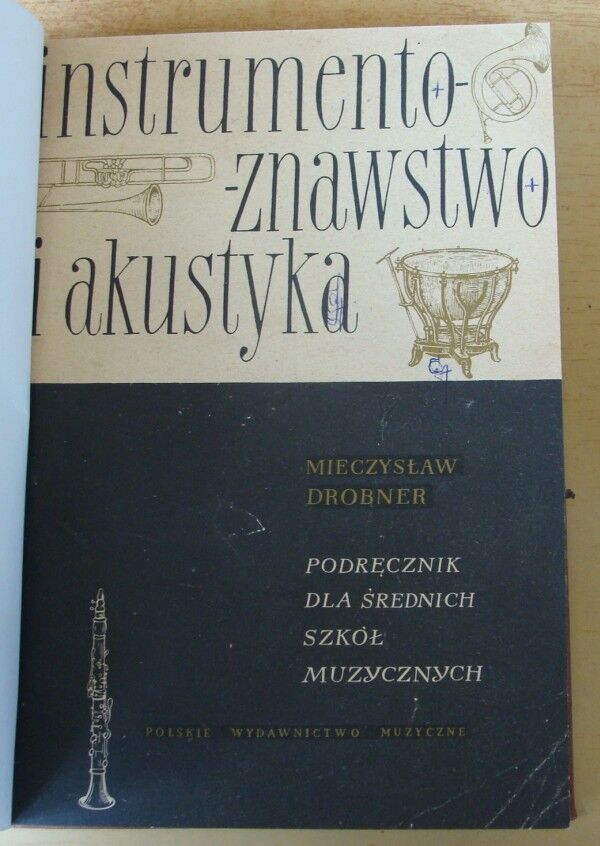 instrumento-
-znawstwo
i akustyka
MIECZYSŁAW
DROBNER
PODRĘCZNIK
DLA ŚREDNICH
SZKÓŁ
MUZYCZNYCH
POLSKIE WYDAWNICTWO MUZYCZNE